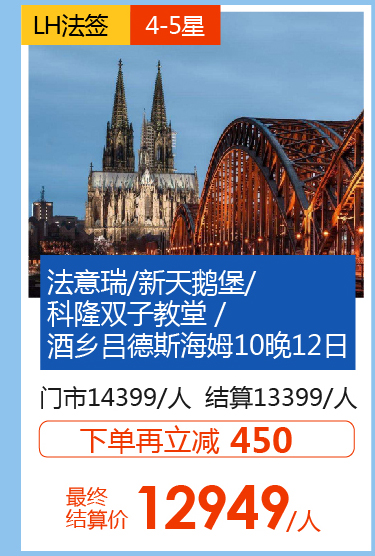 LH法签 4-5星
法意瑞/新天鹅堡/
科隆双子教堂 /
酒乡吕德斯海姆10晚12日
门市14399/人 结算13399/人
下单再立减 450
最终
结算价 12949/人